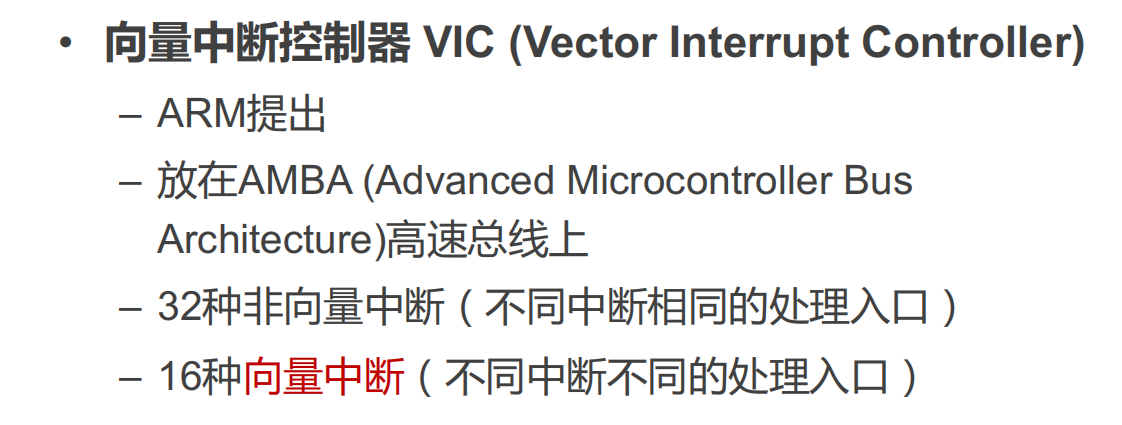 • 向量中断控制器 VIC (Vector Interrupt Controller)
– ARM提出
– 放在AMBA (Advanced Microcontroller Bus
Architecture)高速总线上
– 32种非向量中断（不同中断相同的处理入口）
– 16种向量中断（不同中断不同的处理入口）